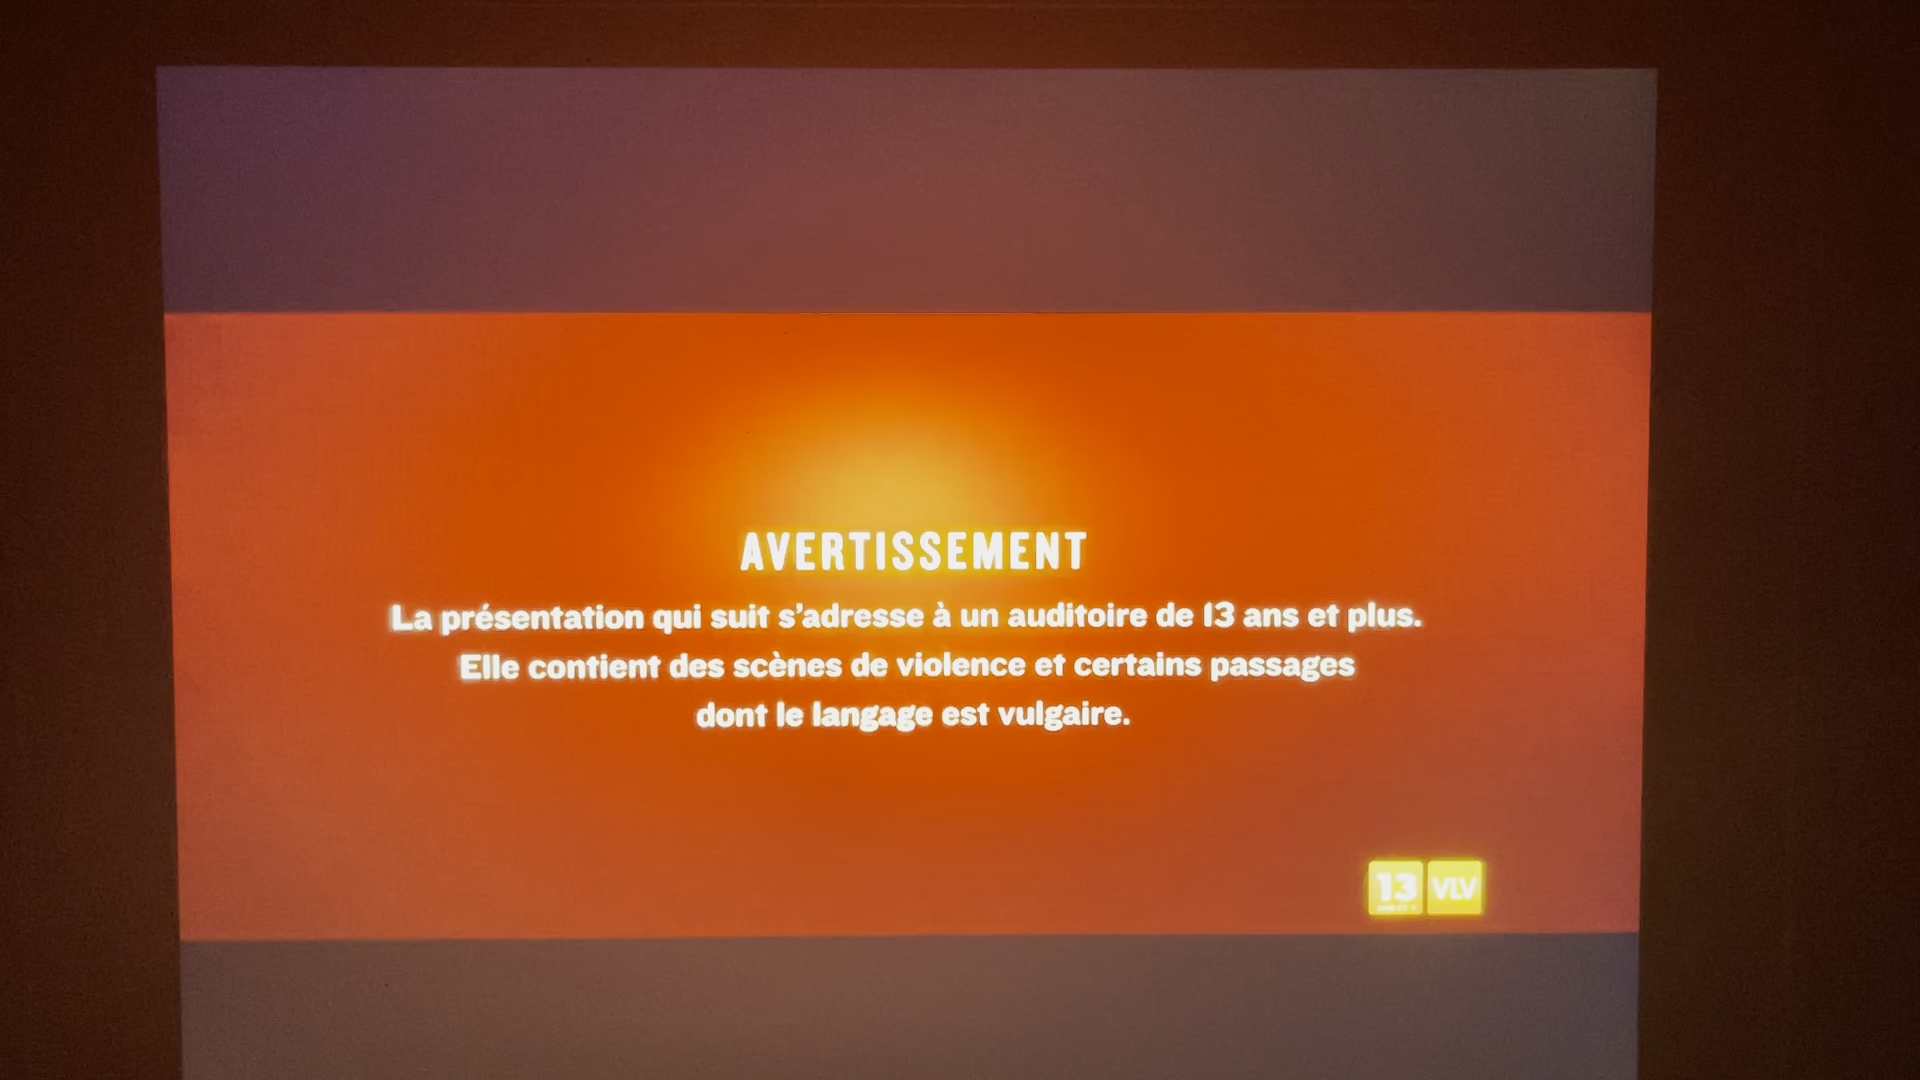 AVERTISSEMENT
La présentation qui suit s'adresse à un auditoire de 13 ans et plus.
Elle contient des scènes de violence et certains passages
dont le langage est vulgaire.
13 VLV